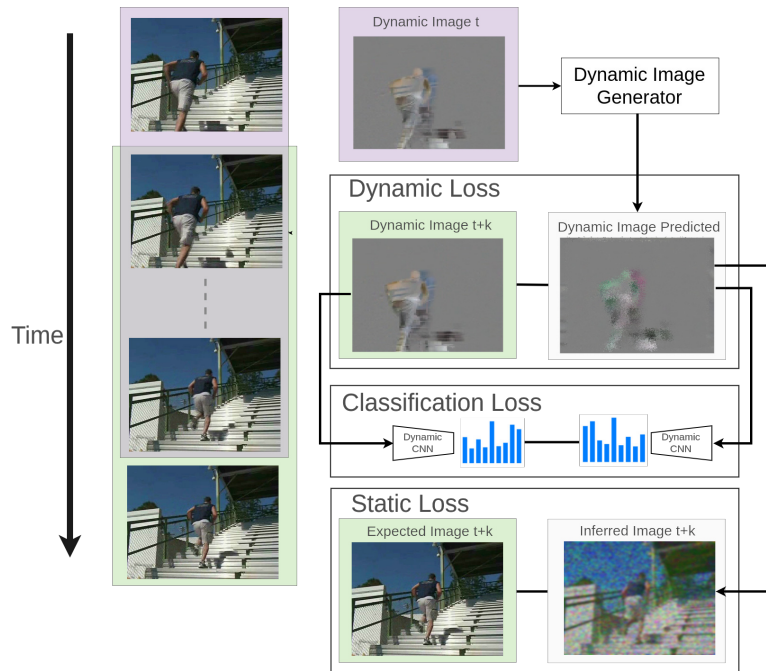 Time
Dynamic Image t
Dynamic Image
Generator
Dynamic Loss
Dynamic Image t+k
Dynamic Image Predicted
Classification Loss
Dynamic
CNN
Dynamic
CNN
Static Loss
Expected Image t+k
Inferred Image t+k